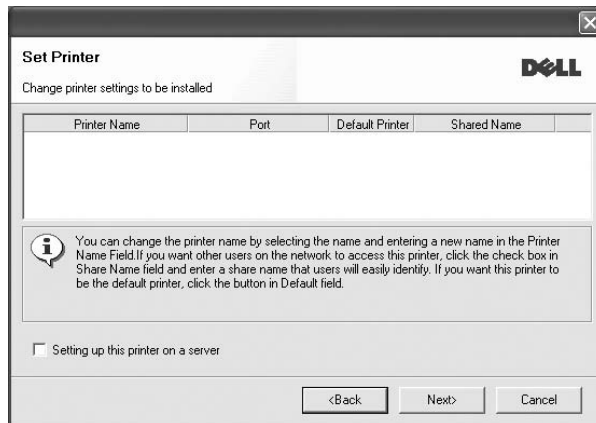 Set Printer
Change printer settings to be installed
DELL
Printer Name Port Default Printer Shared Name
You can change the printer name by selecting the name and entering a new name in the Printer
Name Field.If you want other users on the network to access this printer, click the check box in
Share Name field and enter a share name that users will easily identify. If you want this printer to
be the default printer, click the button in Default field.
Setting up this printer on a server
<Back Next> Cancel